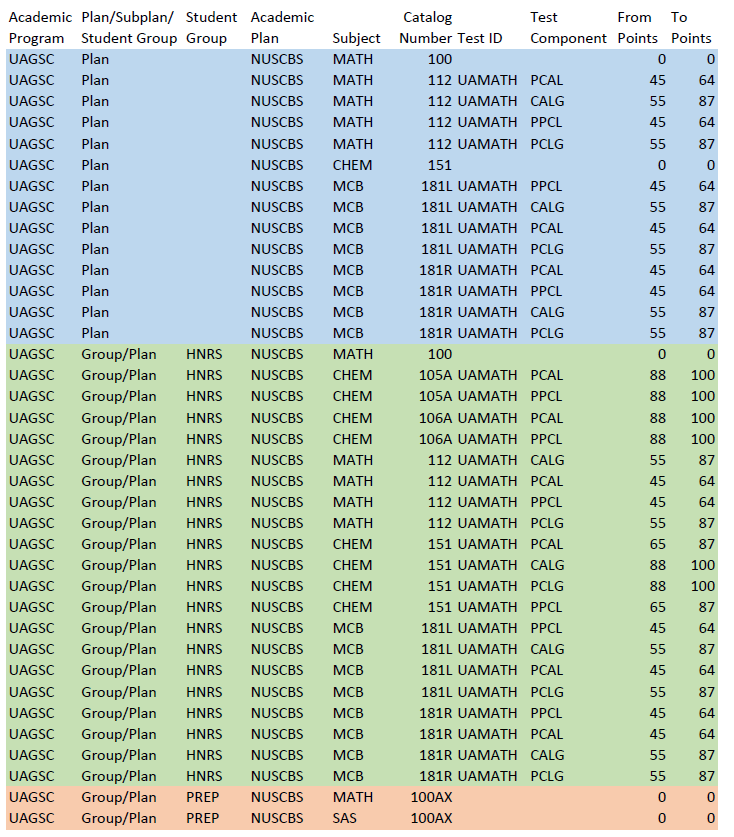 Academic Plan/Subplan/ Student Academic Catalog Test From To
Program Student Group Group PLAN Subject Number Test ID Component Points Points
UAGSC Plan NUSCBS MATH 100 0 0
UAGSC Plan NUSCBS MATH 112 UAMATH PCAL 45 64
UAGSC Plan NUSCBS MATH 112 UAMATH CALG 55 87
UAGSC Plan NUSCBS MATH 112 UAMATH PPCL 45 64
UAGSC Plan NUSCBS MATH 112 UAMATH PCLG 55 87
UAGSC Plan NUSCBS CHEM 151 0 0
UAGSC Plan NUSCBS MCB 181L UAMATH PPCL 45 64
UAGSC Plan NUSCBS MCB 181L UAMATH CALG 55 87
UAGSC Plan NUSCBS MCB 181L UAMATH PCAL 45 64
UAGSC Plan NUSCBS MCB 181L UAMATH PCLG 55 87
UAGSC Plan NUSCBS MCB 181R UAMATH PCAL 45 64
UAGSC Plan NUSCBS MCB 181R UAMATH PPCL 45 64
UAGSC Plan NUSCBS MCB 181R UAMATH CALG 55 87
UAGSC Plan NUSCBS MCB 181R UAMATH PCLG 55 87
UAGSC Group/Plan HNRS NUSCBS MATH 100 0 0
UAGSC Group/Plan HNRS NUSCBS CHEM 105A UAMATH PCAL 88 100
UAGSC Group/Plan HNRS NUSCBS CHEM 105A UAMATH PPCL 88 100
UAGSC Group/Plan HNRS NUSCBS CHEM 106A UAMATH PCAL 88 100
UAGSC Group/Plan HNRS NUSCBS CHEM 106A UAMATH PPCL 88 100
UAGSC Group/Plan HNRS NUSCBS MATH 112 UAMATH CALG 55 87
UAGSC Group/Plan HNRS NUSCBS MATH 112 UAMATH PCAL 45 64
UAGSC Group/Plan HNRS NUSCBS MATH 112 UAMATH PPCL 45 64
UAGSC Group/Plan HNRS NUSCBS MATH 112 UAMATH PCLG 55 87
UAGSC Group/Plan HNRS NUSCBS CHEM 151 UAMATH PCAL 65 87
UAGSC Group/Plan HNRS NUSCBS CHEM 151 UAMATH CALG 88 100
UAGSC Group/Plan HNRS NUSCBS CHEM 151 UAMATH PCLG 88 100
UAGSC Group/Plan HNRS NUSCBS CHEM 151 UAMATH PPCL 65 87
UAGSC Group/Plan HNRS NUSCBS MCB 181L UAMATH PPCL 45 64
UAGSC Group/Plan HNRS NUSCBS MCB 181L UAMATH CALG 55 87
UAGSC Group/Plan HNRS NUSCBS MCB 181L UAMATH PCAL 45 64
UAGSC Group/Plan HNRS NUSCBS MCB 181L UAMATH PCLG 55 87
UAGSC Group/Plan HNRS NUSCBS MCB 181R UAMATH PPCL 45 64
UAGSC Group/Plan HNRS NUSCBS MCB 181R UAMATH PCAL 45 64
UAGSC Group/Plan HNRS NUSCBS MCB 181R UAMATH CALG 55 87
UAGSC Group/Plan HNRS NUSCBS MCB 181R UAMATH PCLG 55 87
UAGSC Group/Plan PREP NUSCBS MATH 100AX 0 0
UAGSC Group/Plan PREP NUSCBS SAS 100AX 0 0